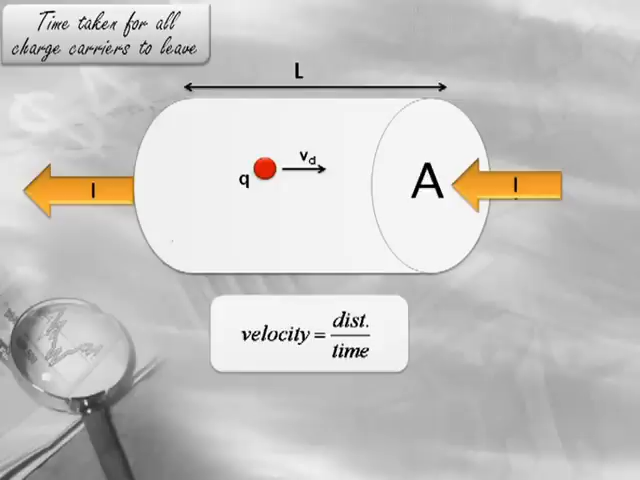 Time taken for all
charge carriers to leave
L
v_d
q
A
I
I
velocity = dist. / time